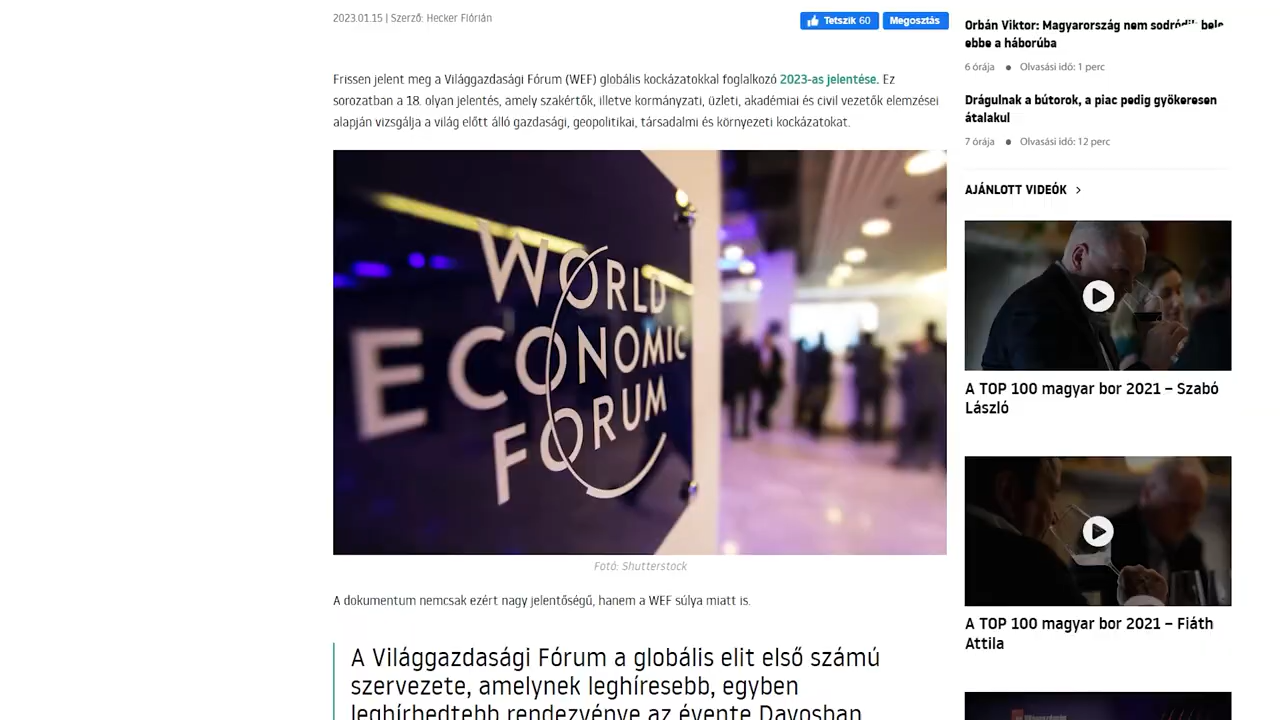 2023.01.15 | Szerző: Hecker Flórián
Tetszik 60
Megosztás
Frissen jelent meg a Világgazdasági Fórum (WEF) globális kockázatokkal foglalkozó 2023-as jelentése. Ez
sorozatban a 18. olyan jelentés, amely szakértők, illetve kormányzati, üzleti, akadémiai és civil vezetők elemzései
alapján vizsgálja a világ előtt álló gazdasági, geopolitikai, társadalmi és környezeti kockázatokat.
WORLD
ECONOMIC
FORUM
Fotó: Shutterstock
A dokumentum nemcsak ezért nagy jelentőségű, hanem a WEF súlya miatt is.
A Világgazdasági Fórum a globális elit első számú
szervezete, amelynek leghíresebb, egyben
leghírhedtebb rendezvénye az évente Davosban
Orbán Viktor: Magyarország nem sodródik bele
ebbe a háborúba
6 órája ● Olvasási idő: 1 perc
Drágulnak a bútorok, a piac pedig gyökeresen
átalakul
7 órája ● Olvasási idő: 12 perc
AJÁNLOTT VIDEÓK >
A TOP 100 magyar bor 2021 – Szabó
László
A TOP 100 magyar bor 2021 – Fiáth
Attila